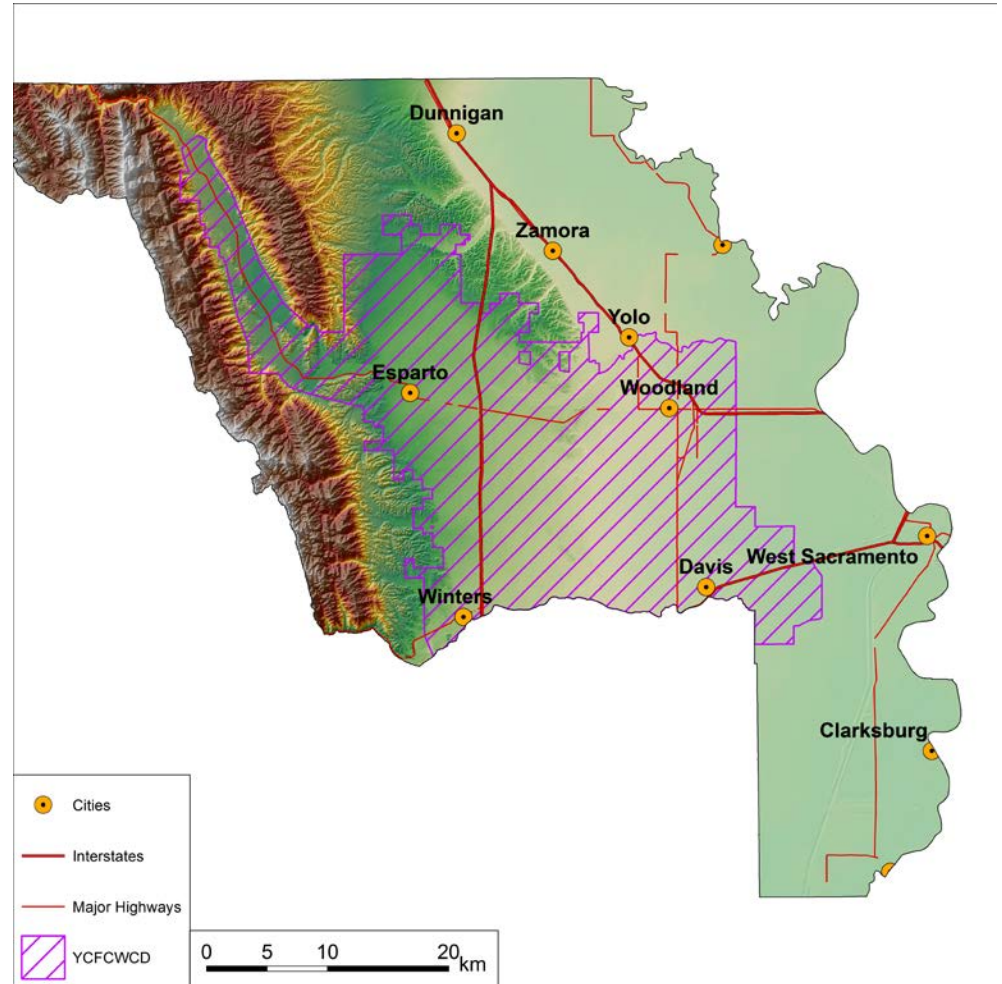 Dunnigan
Zamora
Yolo
Esparto
Woodland
West Sacramento
Davis
Winters
Clarksburg
Cities
Interstates
Major Highways
YCFCWCD
0 5 10 20 km